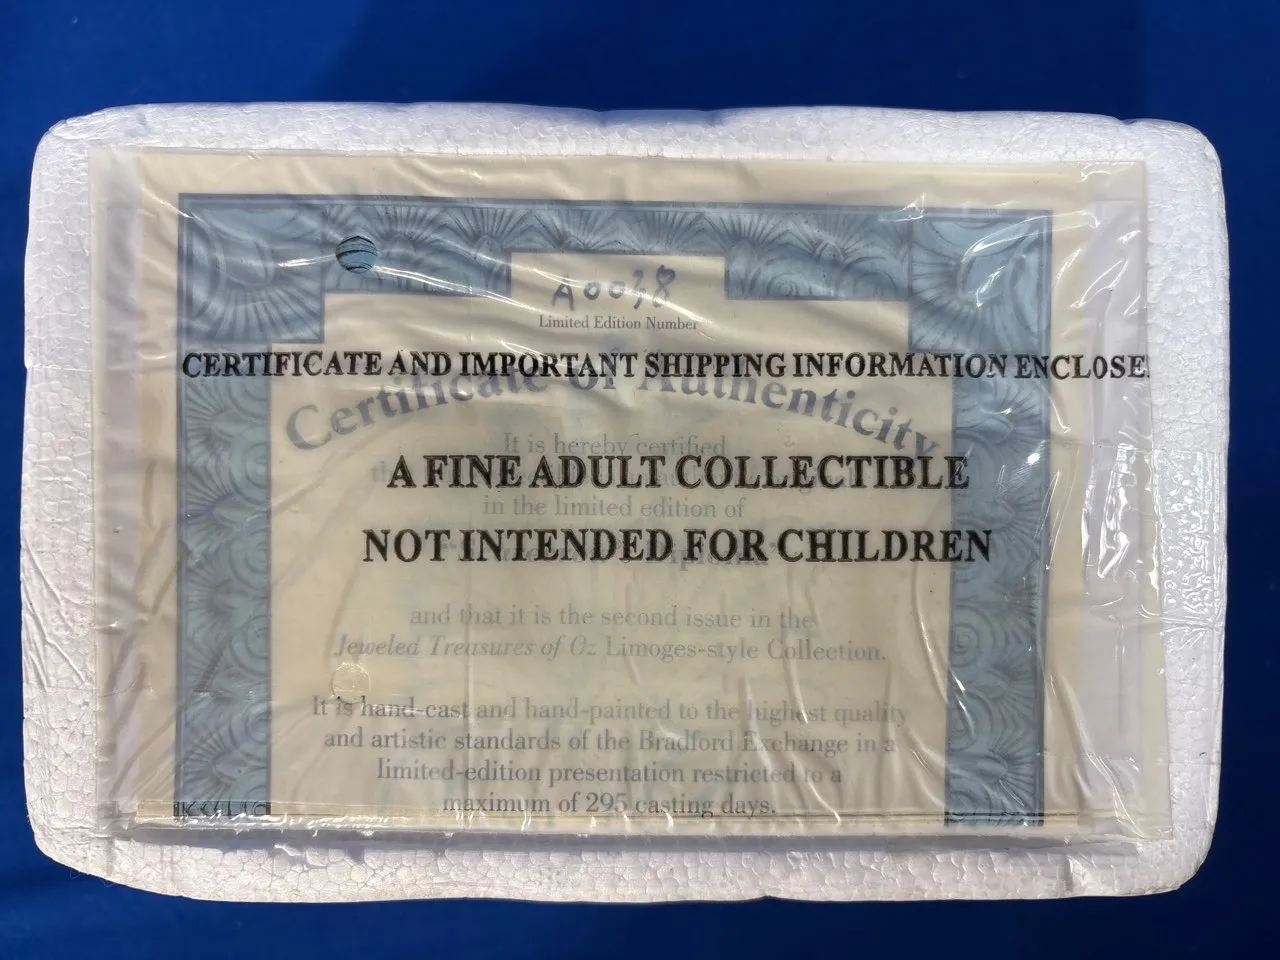 A0038
Limited Edition Number
CERTIFICATE AND IMPORTANT SHIPPING INFORMATION ENCLOSE
Certificate of Authenticity
It is hereby certified
A FINE ADULT COLLECTIBLE
in the limited edition of
NOT INTENDED FOR CHILDREN
and that it is the second issue in the
Jeweled Treasures of Oz Limoges-style Collection.
It is hand-cast and hand-painted to the highest quality
and artistic standards of the Bradford Exchange in a
limited-edition presentation restricted to a
maximum of 295 casting days.